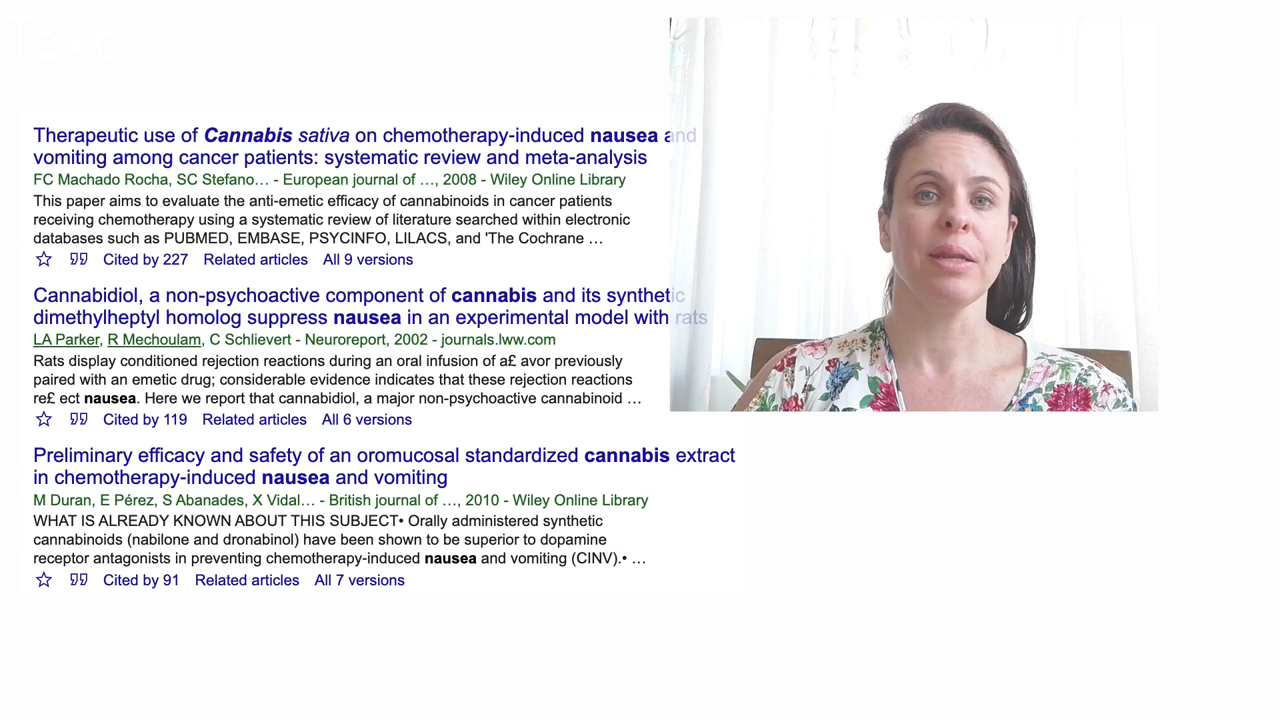 Text
Therapeutic use of Cannabis sativa on chemotherapy-induced nausea and
vomiting among cancer patients: systematic review and meta-analysis
FC Machado Rocha, SC Stefano… - European journal of …, 2008 - Wiley Online Library
This paper aims to evaluate the anti-emetic efficacy of cannabinoids in cancer patients
receiving chemotherapy using a systematic review of literature searched within electronic
databases such as PUBMED, EMBASE, PSYCINFO, LILACS, and 'The Cochrane …
Cited by 227 Related articles All 9 versions
Cannabidiol, a non-psychoactive component of cannabis and its synthetic
dimethylheptyl homolog suppress nausea in an experimental model with rats
LA Parker, R Mechoulam, C Schlievert - Neuroreport, 2002 - journals.lww.com
Rats display conditioned rejection reactions during an oral infusion of a£ avor previously
paired with an emetic drug; considerable evidence indicates that these rejection reactions
re£ ect nausea. Here we report that cannabidiol, a major non-psychoactive cannabinoid …
Cited by 119 Related articles All 6 versions
Preliminary efficacy and safety of an oromucosal standardized cannabis extract
in chemotherapy-induced nausea and vomiting
M Duran, E Pérez, S Abanades, X Vidal… - British journal of …, 2010 - Wiley Online Library
WHAT IS ALREADY KNOWN ABOUT THIS SUBJECT• Orally administered synthetic
cannabinoids (nabilone and dronabinol) have been shown to be superior to dopamine
receptor antagonists in preventing chemotherapy-induced nausea and vomiting (CINV).• …
Cited by 91 Related articles All 7 versions